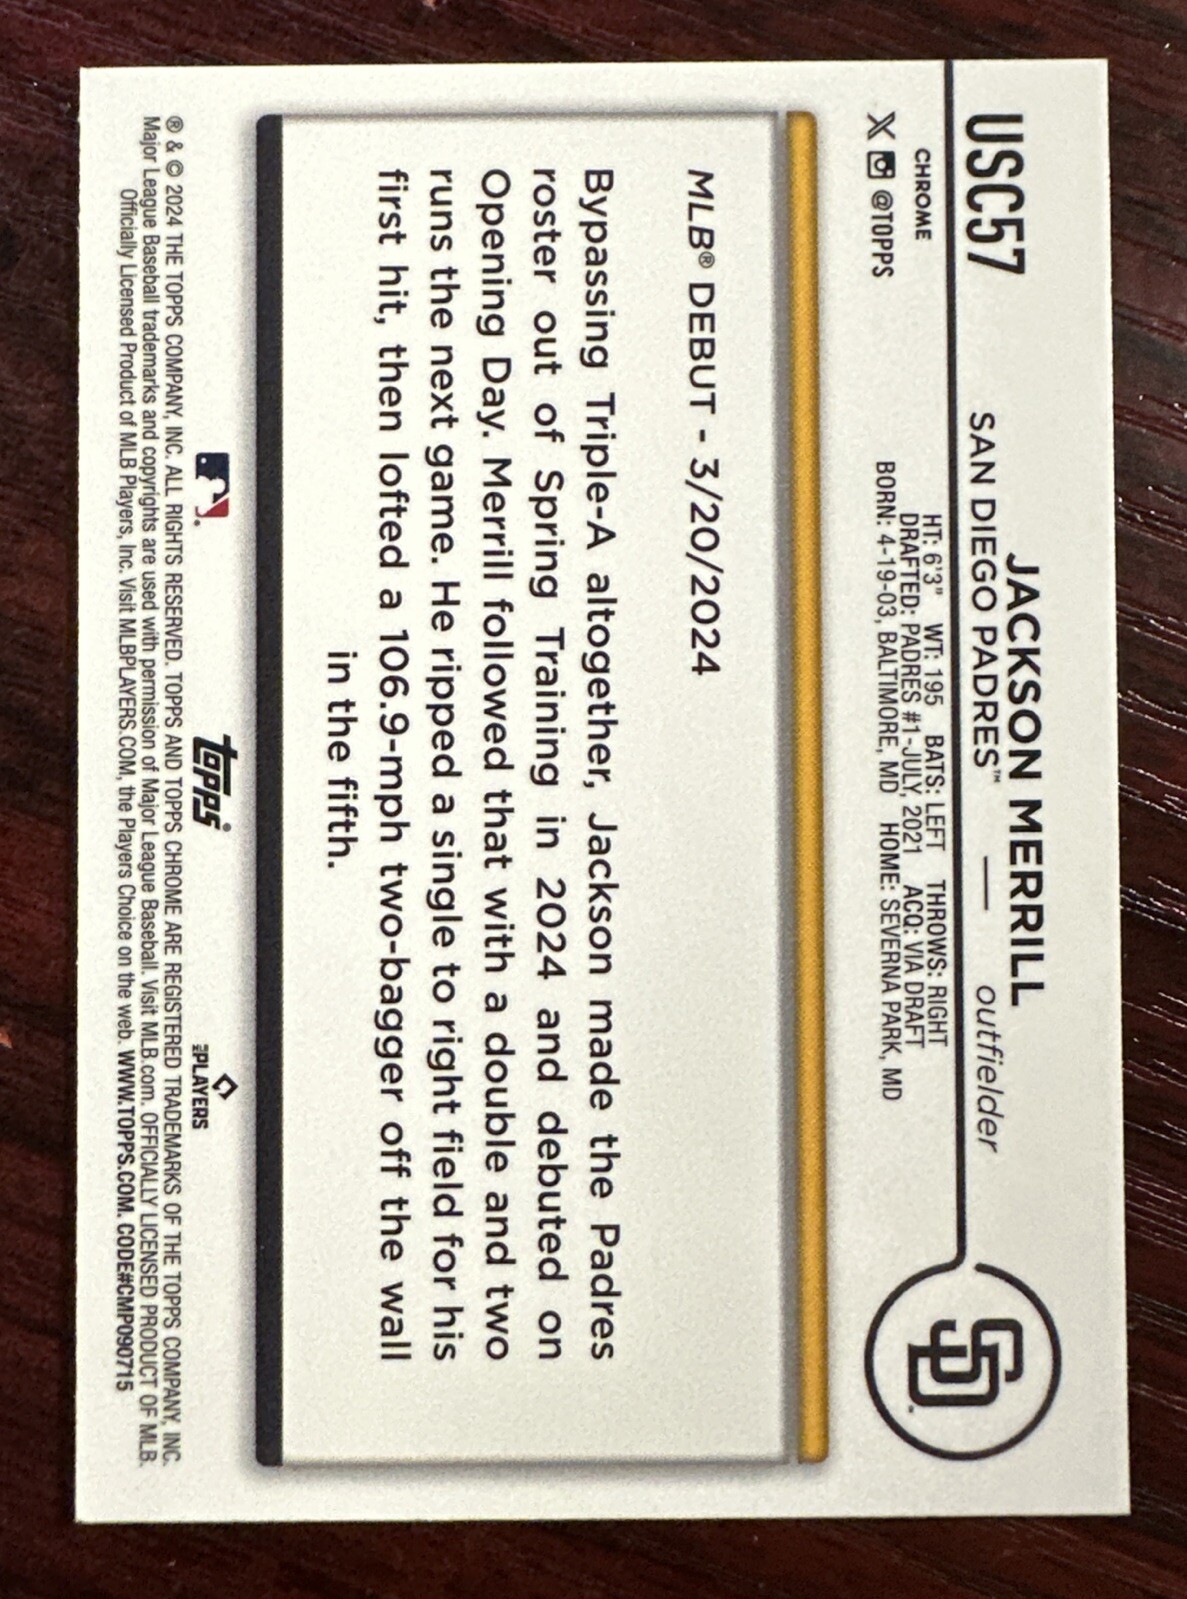 USC57
JACKSON MERRILL
SAN DIEGO PADRES™ — outfielder
CHROME
X @TOPPS
HT: 6'3" WT: 195 BATS: LEFT THROWS: RIGHT
DRAFTED: PADRES #1-JULY, 2021 ACQ: VIA DRAFT
BORN: 4-19-03, BALTIMORE, MD HOME: SEVERNA PARK, MD
SD
MLB® DEBUT - 3/20/2024
Bypassing Triple-A altogether, Jackson made the Padres
roster out of Spring Training in 2024 and debuted on
Opening Day. Merrill followed that with a double and two
runs the next game. He ripped a single to right field for his
first hit, then lofted a 106.9-mph two-bagger off the wall
in the fifth.
topps®
MLB PLAYERS
® & © 2024 THE TOPPS COMPANY, INC. ALL RIGHTS RESERVED. TOPPS AND TOPPS CHROME ARE REGISTERED TRADEMARKS OF THE TOPPS COMPANY, INC.
Major League Baseball trademarks and copyrights are used with permission of Major League Baseball. Visit MLB.com. OFFICIALLY LICENSED PRODUCT OF MLB.
Officially Licensed Product of MLB Players, Inc. Visit MLBPLAYERS.COM, the Players Choice on the web. WWW.TOPPS.COM. CODE#CMP090715